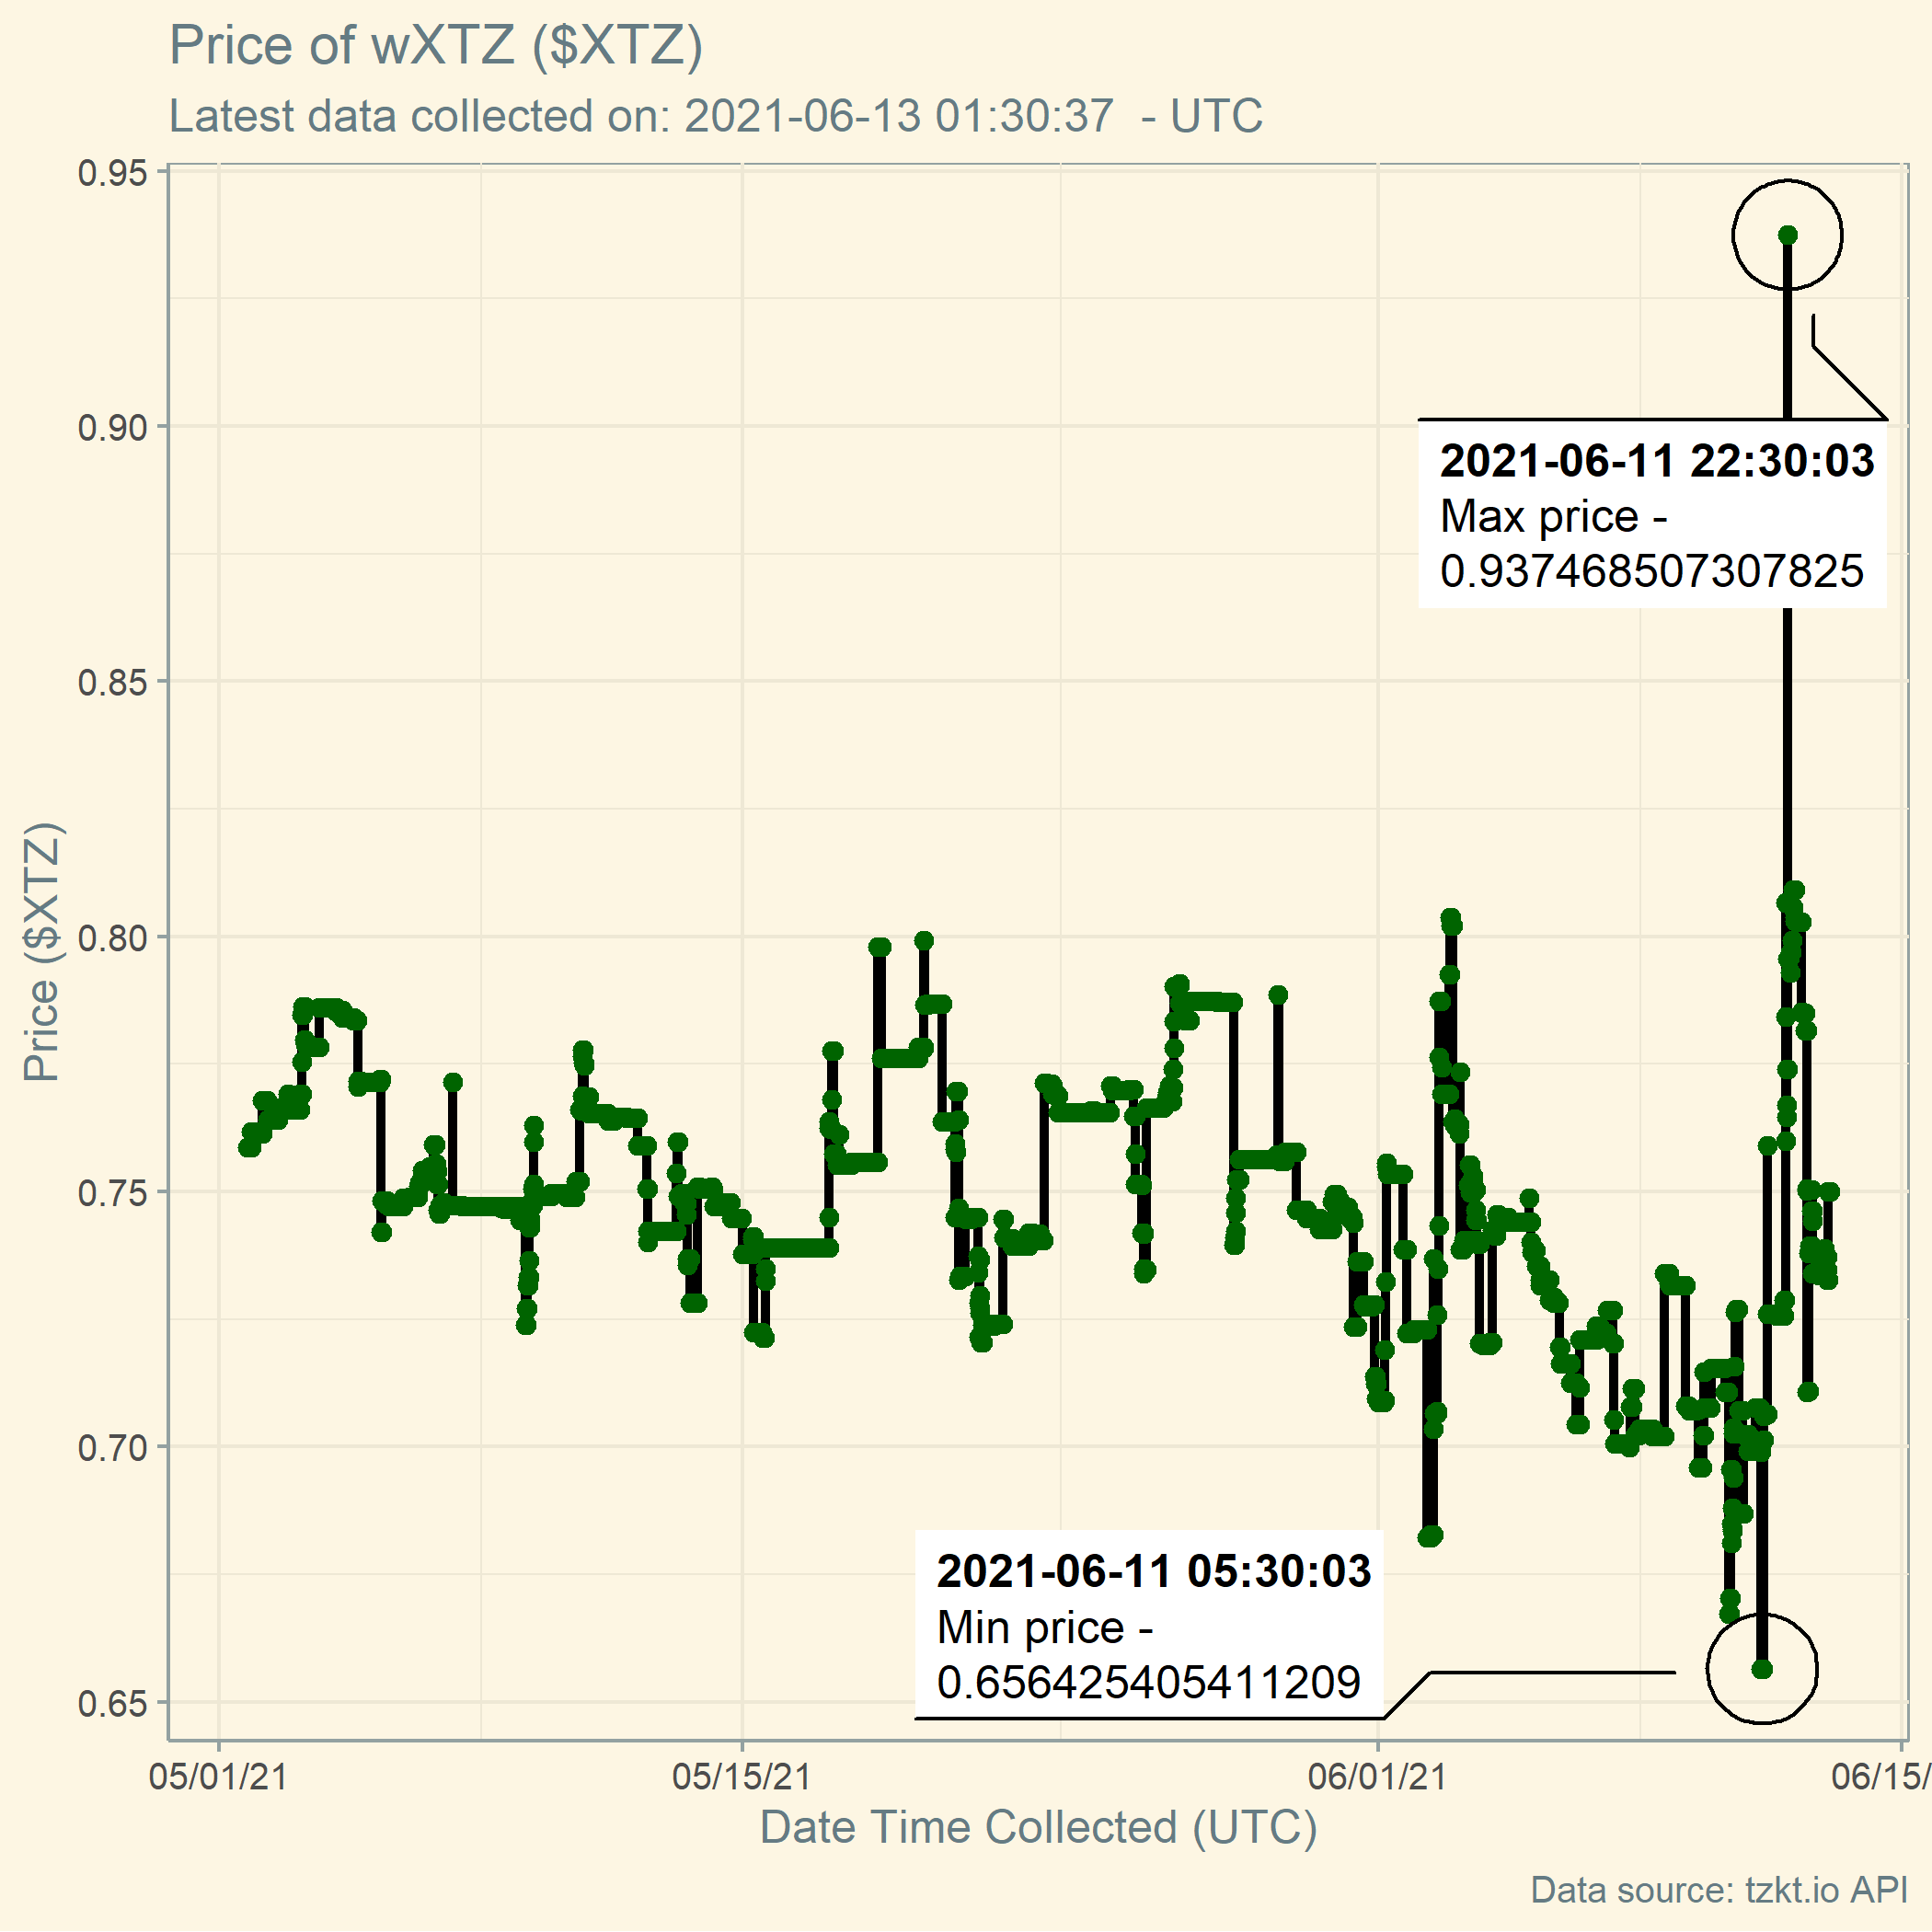 Price of wXTZ ($XTZ)
Latest data collected on: 2021-06-13 01:30:37  - UTC
0.95
0.90
0.85
0.80
0.75
0.70
0.65
Price ($XTZ)
2021-06-11 22:30:03
Max price -
0.937468507307825
2021-06-11 05:30:03
Min price -
0.656425405411209
05/01/21
05/15/21
06/01/21
06/15/
Date Time Collected (UTC)
Data source: tzkt.io API